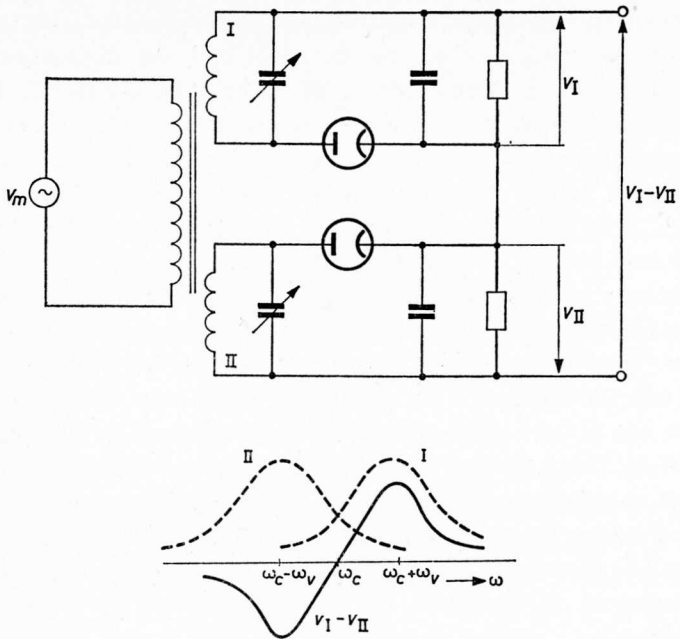 I
V_I
V_m
∼
V_I–V_II
V_II
II
II
I
ω_c–ω_v
ω_c
ω_c+ω_v
ω
V_I–V_II